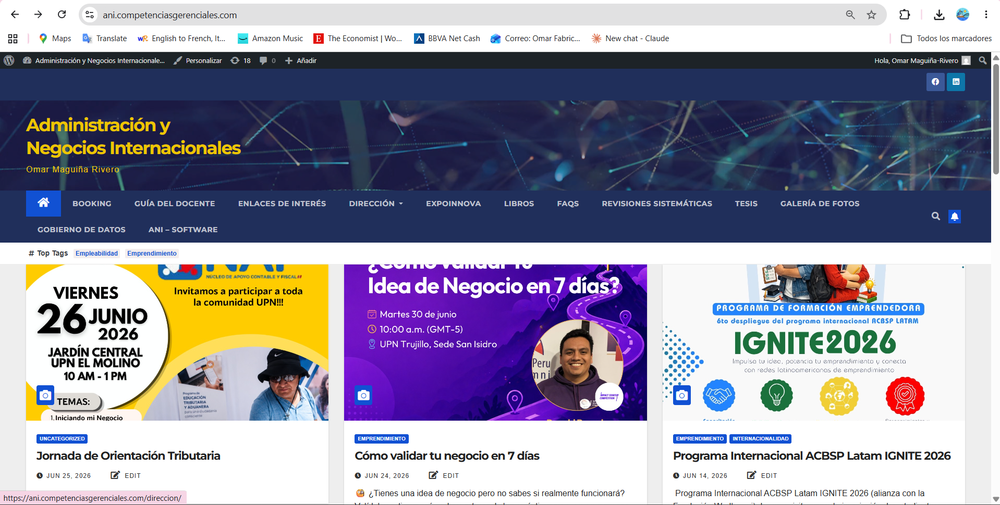 ani.competenciasgerenciales.com
Maps
Translate
English to French, It...
Amazon Music
The Economist | Wo...
BBVA Net Cash
Correo: Omar Fabric...
New chat - Claude
Todos los marcadores
Administración y Negocios Internacionale...
Personalizar
18
0
Añadir
Hola, Omar Maguiña-Rivero
Administración y
Negocios Internacionales
Omar Maguiña Rivero
BOOKING
GUÍA DEL DOCENTE
ENLACES DE INTERÉS
DIRECCIÓN
EXPOINNOVA
LIBROS
FAQS
REVISIONES SISTEMÁTICAS
TESIS
GALERÍA DE FOTOS
GOBIERNO DE DATOS
ANI – SOFTWARE
# Top Tags
Empleabilidad
Emprendimiento
NÚCLEO DE APOYO CONTABLE Y FISCAL
Invitamos a participar a toda
la comunidad UPN!!!
VIERNES
26 JUNIO
2026
JARDÍN CENTRAL
UPN EL MOLINO
10 AM - 1 PM
TEMAS:
1. Iniciando mi Negocio
Programa de
EDUCACIÓN
TRIBUTARIA
Y ADUANERA
para una ciudadanía
consciente
UNCATEGORIZED
Jornada de Orientación Tributaria
JUN 25, 2026
EDIT
¿Cómo validar tu
Idea de Negocio en 7 días?
Martes 30 de junio
10:00 a.m. (GMT-5)
UPN Trujillo, Sede San Isidro
Peru
IMPACT STARTUP
COMPETITION
EMPRENDIMIENTO
Cómo validar tu negocio en 7 días
JUN 24, 2026
EDIT
¿Tienes una idea de negocio pero no sabes si realmente funcionará?
PROGRAMA DE FORMACIÓN EMPRENDEDORA
6to despliegue del programa internacional ACBSP LATAM
IGNITE2026
Impulsa tu idea, potencia tu emprendimiento y conecta
con redes latinoamericanas de emprendimiento
EMPRENDIMIENTO
INTERNACIONALIDAD
Programa Internacional ACBSP Latam IGNITE 2026
JUN 14, 2026
EDIT
Programa Internacional ACBSP Latam IGNITE 2026 (alianza con la
https://ani.competenciasgerenciales.com/direccion/